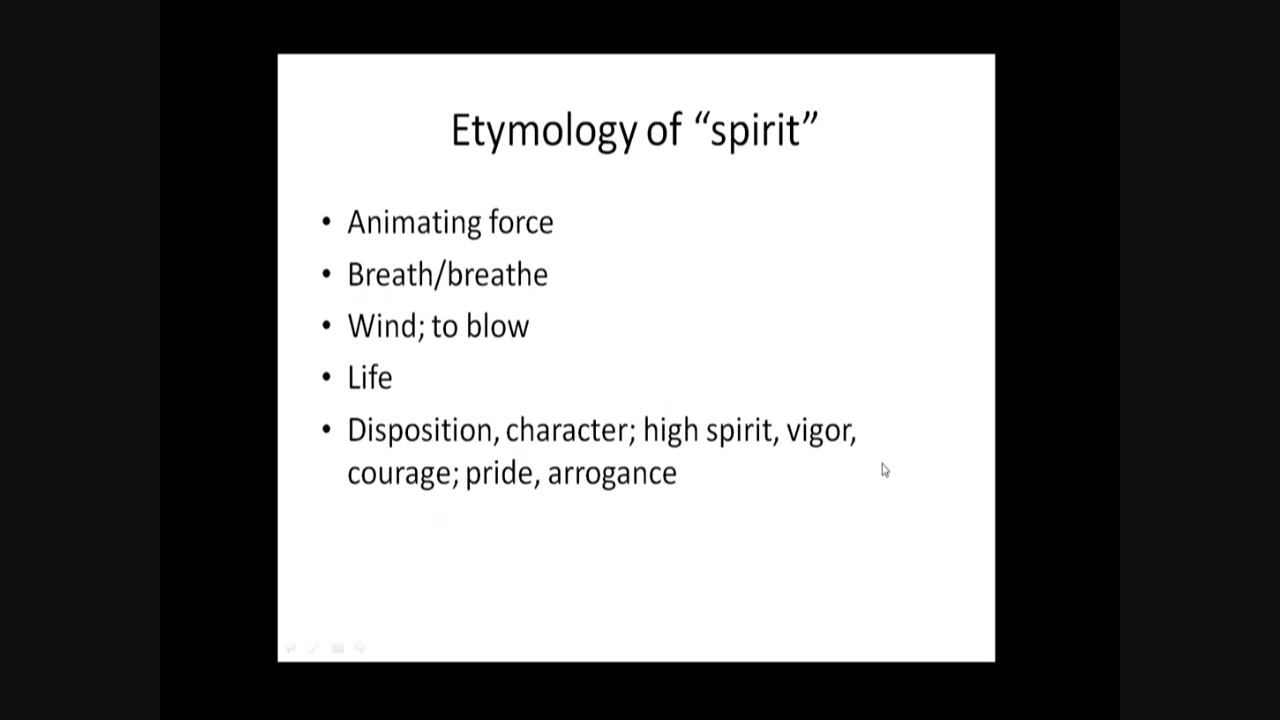 Etymology of “spirit”
• Animating force
• Breath/breathe
• Wind; to blow
• Life
• Disposition, character; high spirit, vigor,
courage; pride, arrogance